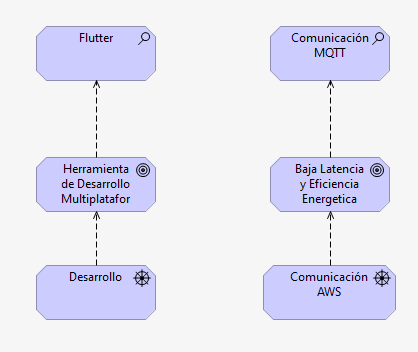 Flutter
Comunicación
MQTT
Herramienta
de Desarrollo
Multiplatafor
Baja Latencia
y Eficiencia
Energetica
Desarrollo
Comunicación
AWS